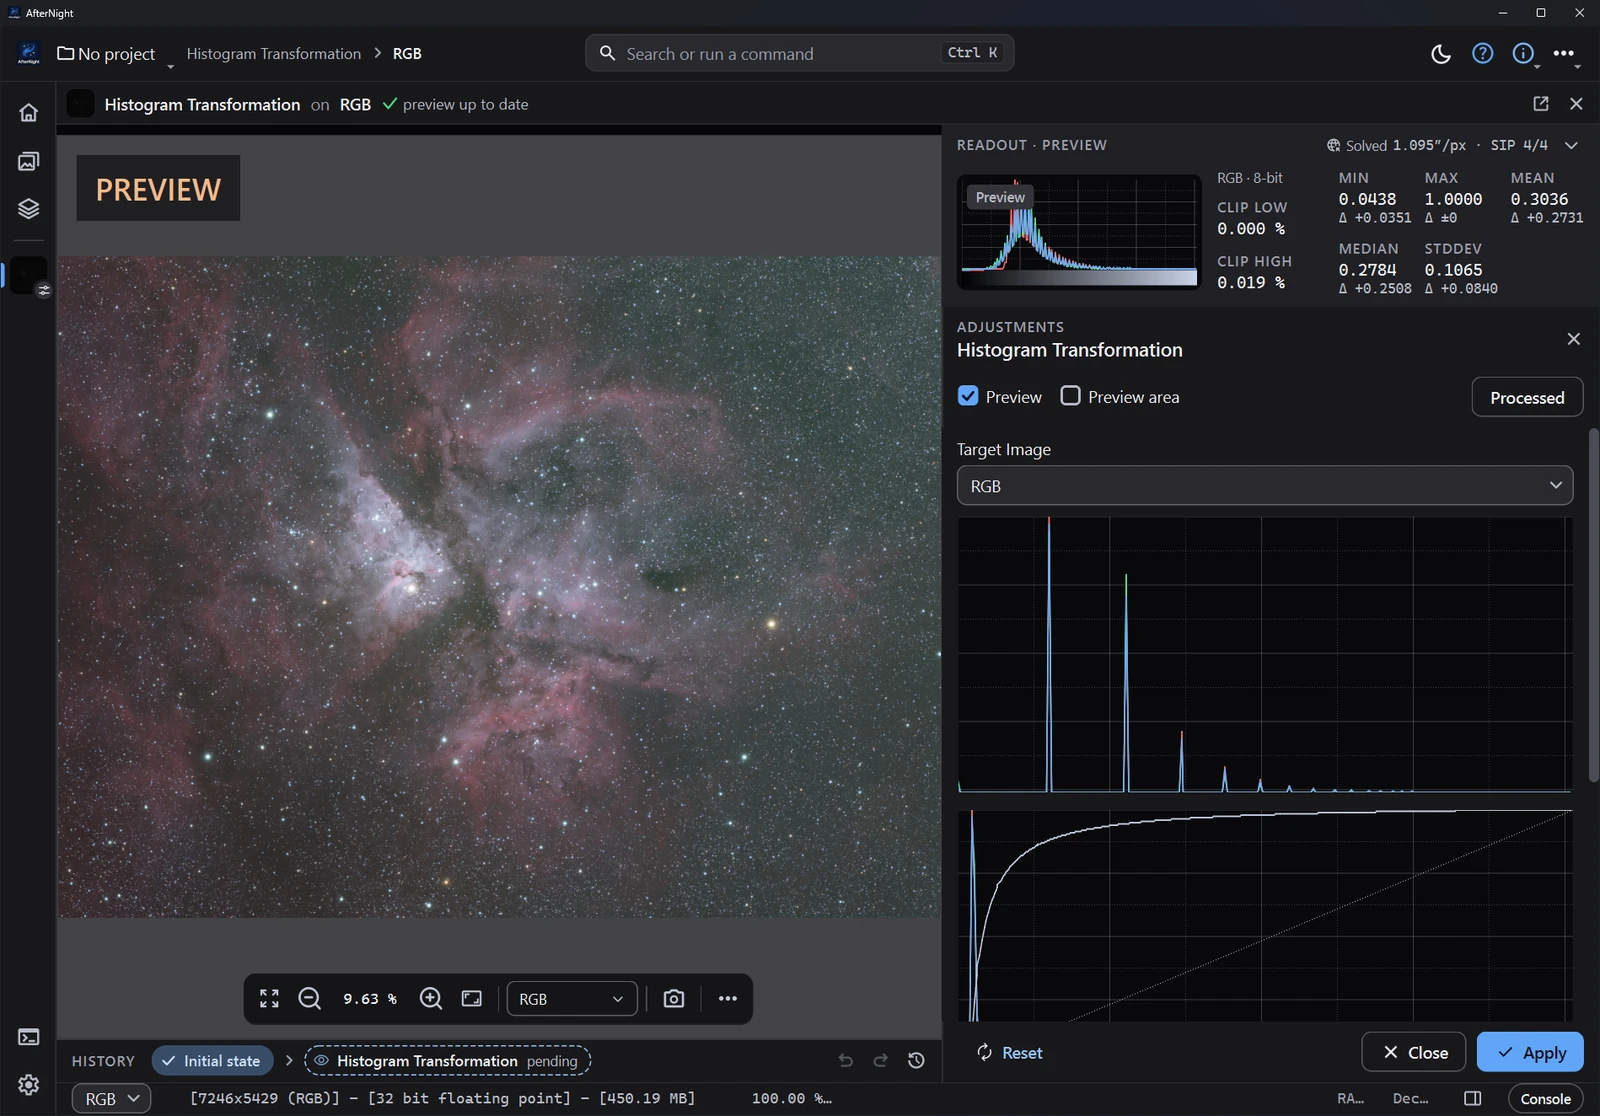 AfterNight
AfterNight
No project
Histogram Transformation > RGB
Search or run a command
Ctrl K
Histogram Transformation on RGB preview up to date
PREVIEW
READOUT · PREVIEW
Solved 1.095″/px · SIP 4/4
Preview
RGB · 8-bit
CLIP LOW
0.000 %
CLIP HIGH
0.019 %
MIN
0.0438
Δ +0.0351
MAX
1.0000
Δ ±0
MEAN
0.3036
Δ +0.2731
MEDIAN
0.2784
Δ +0.2508
STDDEV
0.1065
Δ +0.0840
ADJUSTMENTS
Histogram Transformation
Preview
Preview area
Processed
Target Image
RGB
9.63 %
RGB
Reset
Close
Apply
HISTORY
Initial state
Histogram Transformation pending
RGB
[7246x5429 (RGB)] – [32 bit floating point] – [450.19 MB]
100.00 %…
RA…
Dec…
Console